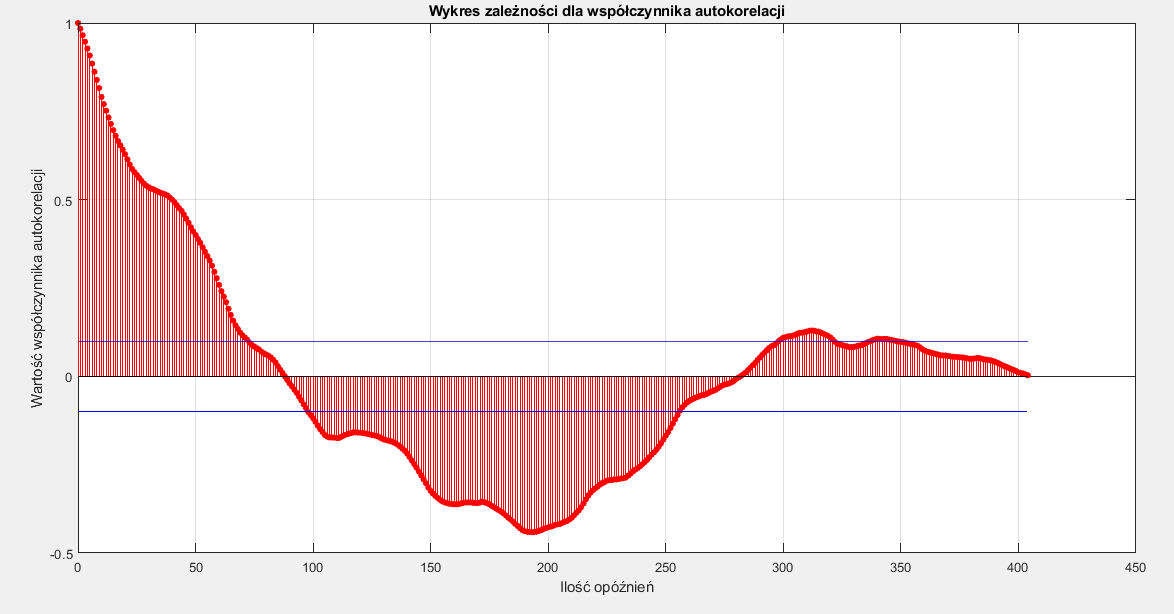 Wykres zależności dla współczynnika autokorelacji
Wartość współczynnika autokorelacji
1
0.5
0
-0.5
0 50 100 150 200 250 300 350 400 450
Ilość opóźnień